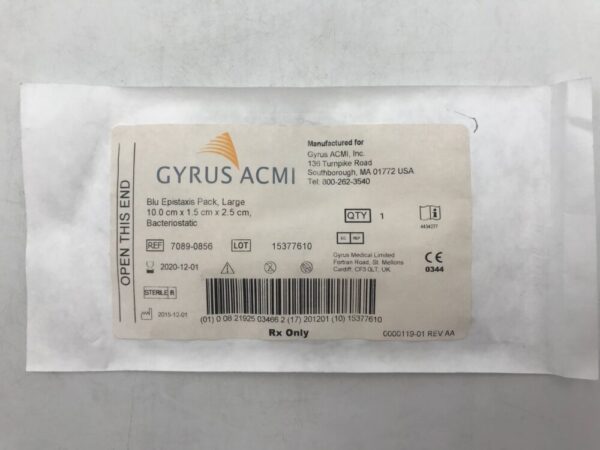 OPEN THIS END
GYRUS ACMI
Manufactured for
Gyrus ACMI, Inc.
136 Turnpike Road
Southborough, MA 01772 USA
Tel: 800-262-3540
Blu Epistaxis Pack, Large
10.0 cm x 1.5 cm x 2.5 cm,
Bacteriostatic
QTY 1
REF 7089-0856 LOT 15377610
EC REP
Gyrus Medical Limited
Fortran Road, St. Mellons
Cardiff, CF3 0LT, UK
CE
0344
2020-12-01
STERILE R
2015-12-01
(01) 0 08 21925 03466 2 (17) 201201 (10) 15377610
Rx Only
0000119-01 REV AA